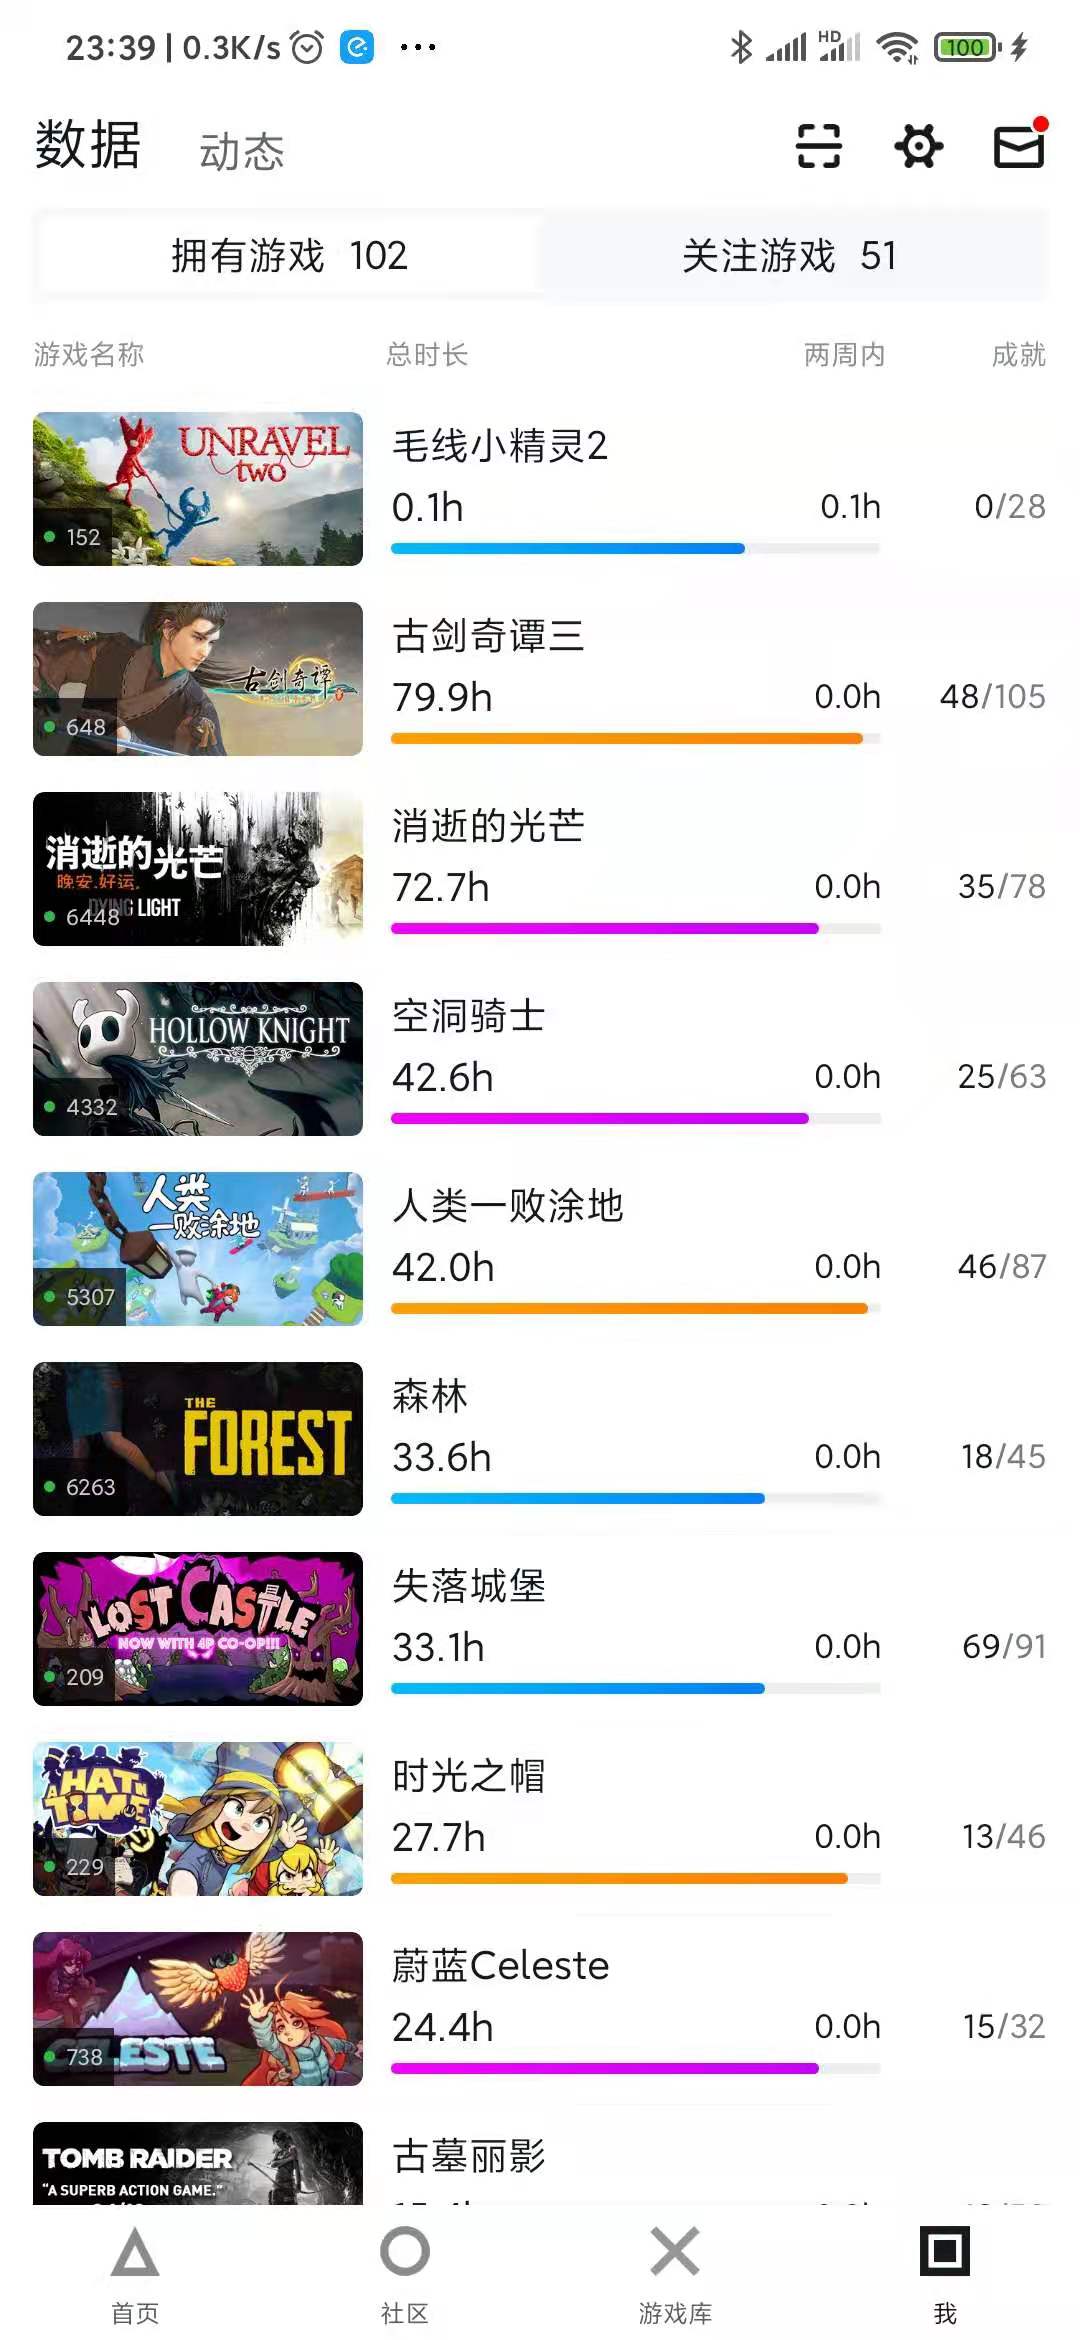 23:39 | 0.3K/s
HD
100
数据
动态
拥有游戏 102
关注游戏 51
游戏名称
总时长
两周内
成就
UNRAVEL
two
152
毛线小精灵2
0.1h
0.1h
0/28
古剑奇谭
648
古剑奇谭三
79.9h
0.0h
48/105
消逝的光芒
晚安,好运。
DYING LIGHT
6448
消逝的光芒
72.7h
0.0h
35/78
HOLLOW KNIGHT
4332
空洞骑士
42.6h
0.0h
25/63
人类
一败涂地
5307
人类一败涂地
42.0h
0.0h
46/87
THE
FOREST
6263
森林
33.6h
0.0h
18/45
LOST CASTLE
NOW WITH 4P CO-OP!!!
209
失落城堡
33.1h
0.0h
69/91
A HAT IN
TIME
229
时光之帽
27.7h
0.0h
13/46
CELESTE
738
蔚蓝Celeste
24.4h
0.0h
15/32
TOMB RAIDER
"A SUPERB ACTION GAME."
古墓丽影
首页
社区
游戏库
我